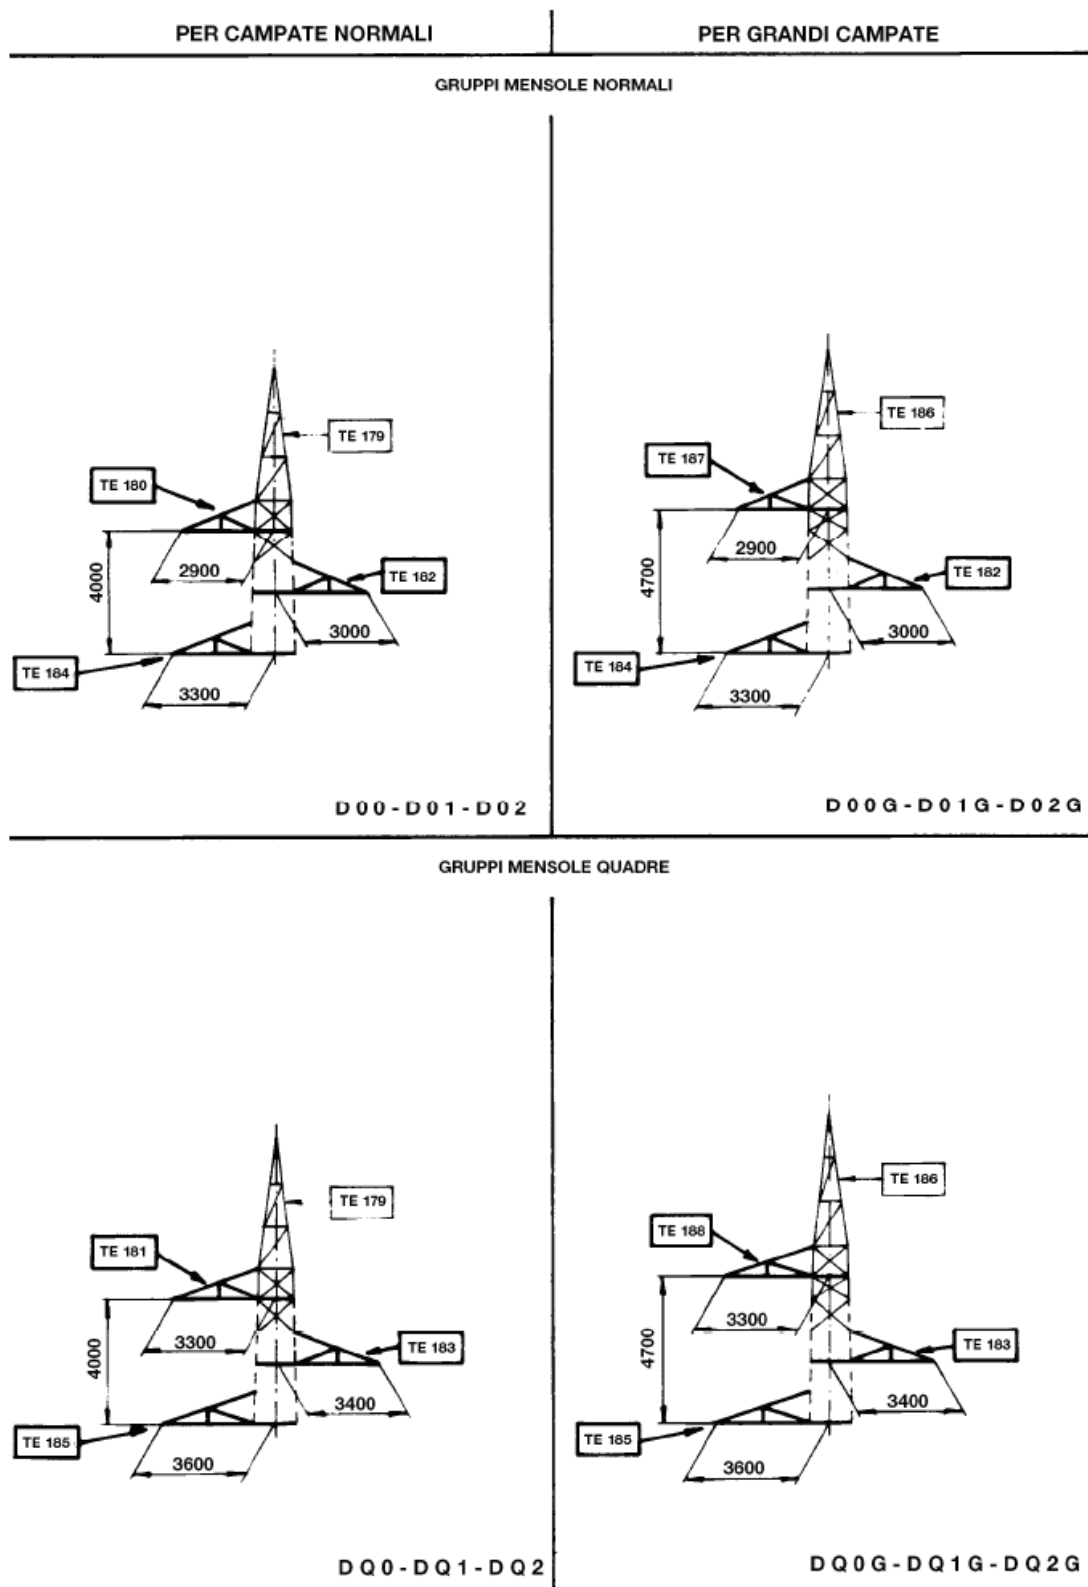 PER CAMPATE NORMALI
PER GRANDI CAMPATE
GRUPPI MENSOLE NORMALI
TE 179
TE 180
2900
4000
TE 182
3000
TE 184
3300
D00-D01-D02
TE 186
TE 187
2900
4700
TE 182
3000
TE 184
3300
D00G-D01G-D02G
GRUPPI MENSOLE QUADRE
TE 179
TE 181
3300
4000
TE 183
3400
TE 185
3600
DQ0-DQ1-DQ2
TE 186
TE 188
3300
4700
TE 183
3400
TE 185
3600
DQ0G-DQ1G-DQ2G